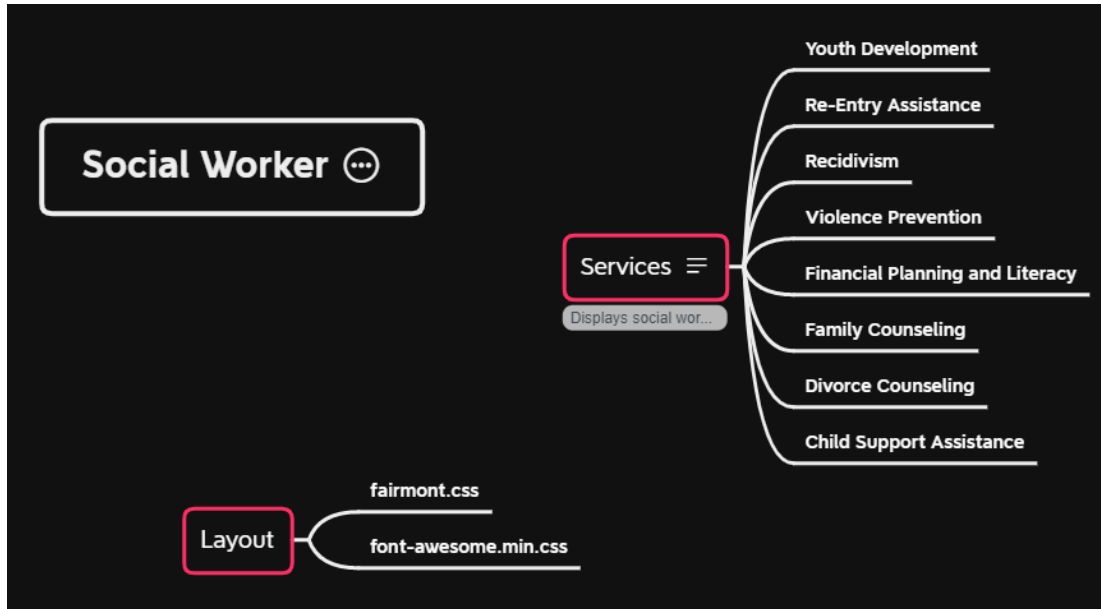 Social Worker
Services
Displays social wor...
Youth Development
Re-Entry Assistance
Recidivism
Violence Prevention
Financial Planning and Literacy
Family Counseling
Divorce Counseling
Child Support Assistance
Layout
fairmont.css
font-awesome.min.css